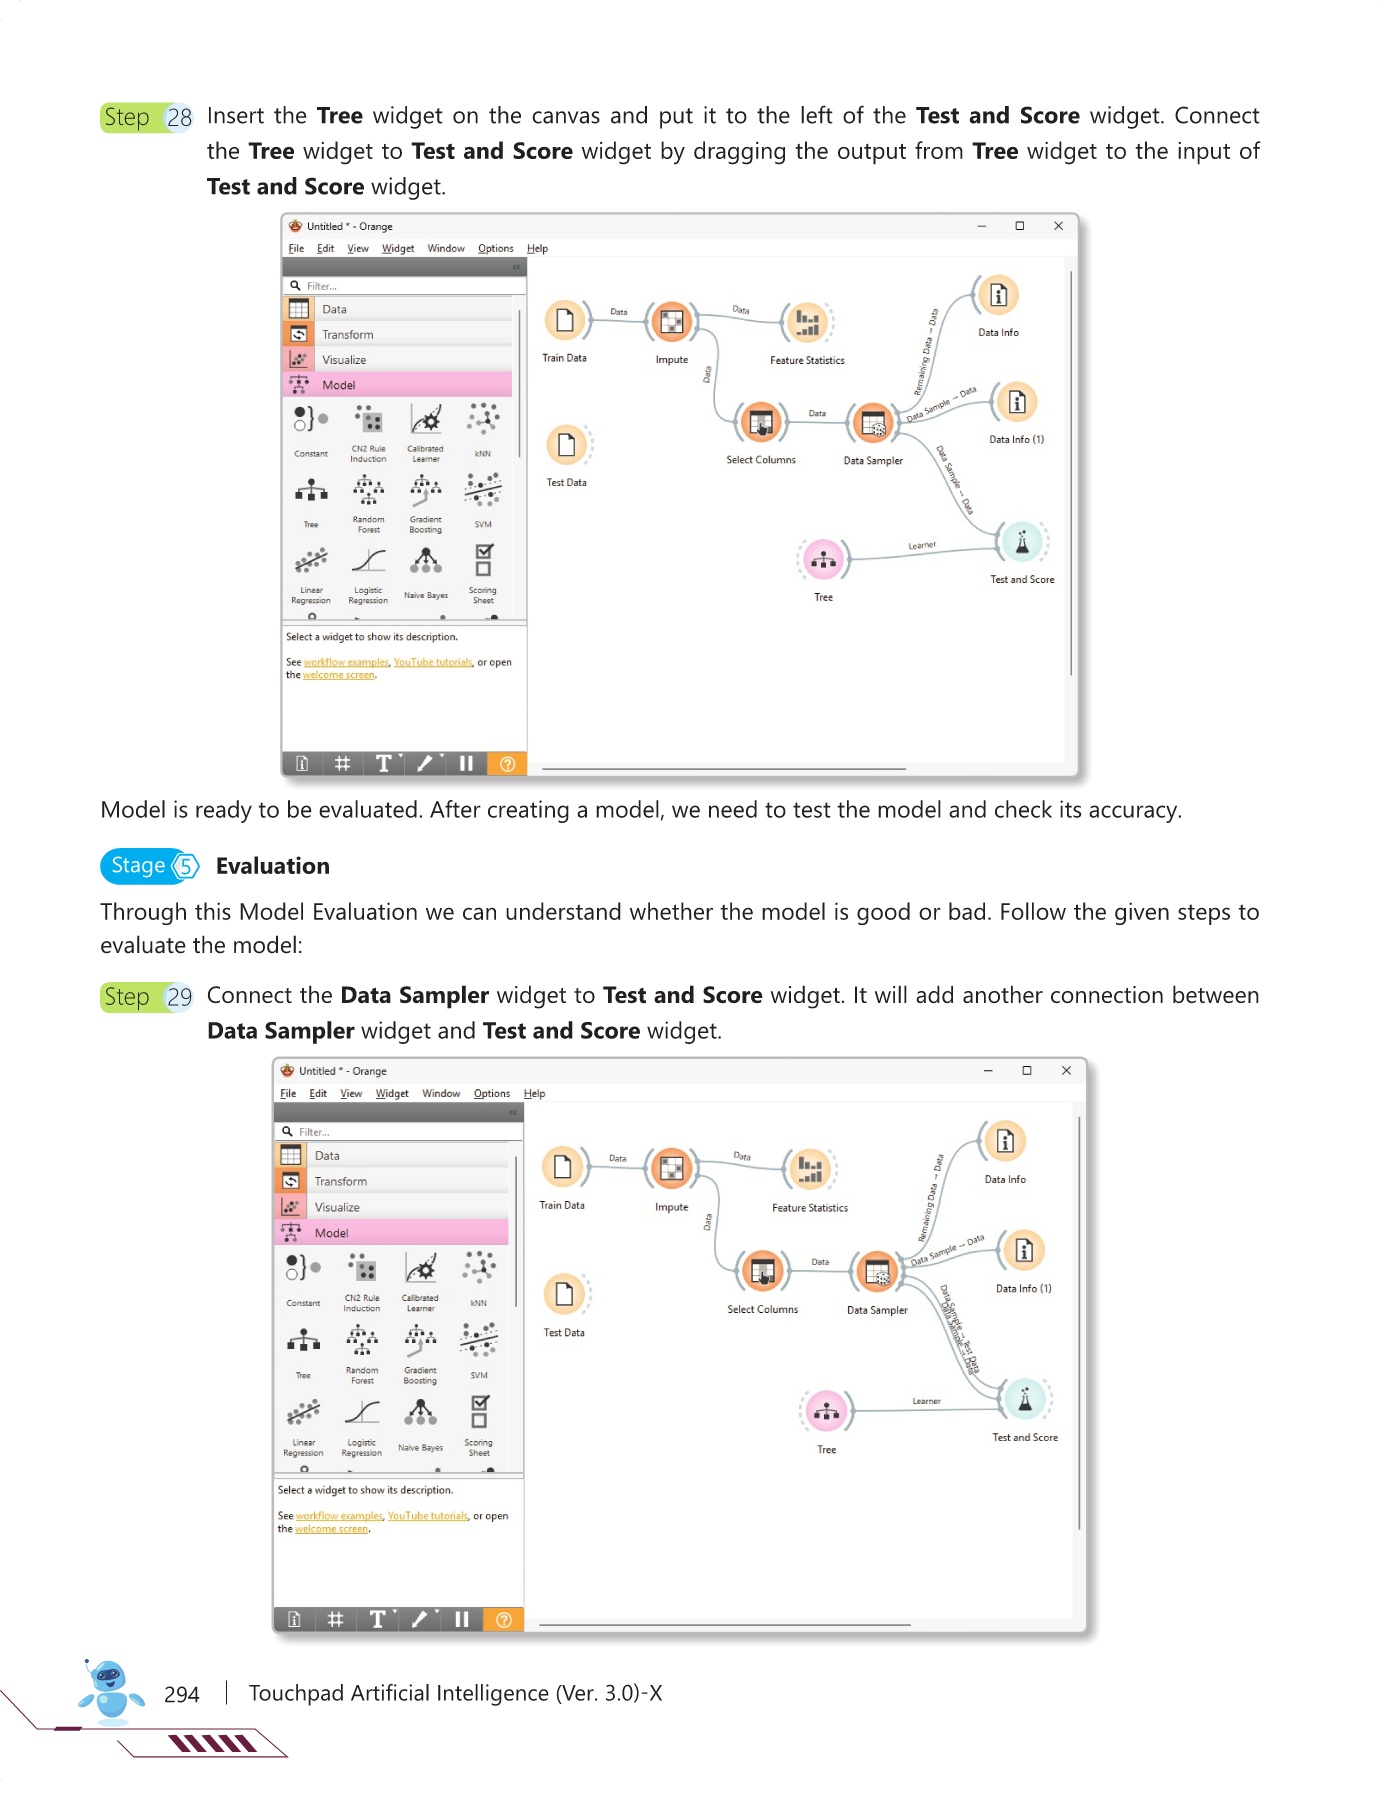 Step 28 Insert the Tree widget on the canvas and put it to the left of the Test and Score widget. Connect
the Tree widget to Test and Score widget by dragging the output from Tree widget to the input of
Test and Score widget.
Untitled * - Orange
File Edit View Widget Window Options Help
Filter...
Data
Transform
Visualize
Model
Constant
CN2 Rule
Induction
Calibrated
Learner
kNN
Tree
Random
Forest
Gradient
Boosting
SVM
Linear
Regression
Logistic
Regression
Naive Bayes
Scoring
Sheet
Select a widget to show its description.
See workflow examples, YouTube tutorials, or open
the welcome screen.
Train Data
Data
Impute
Data
Feature Statistics
Data
Test Data
Select Columns
Data
Data Sampler
Remaining Data → Data
Data Info
Data Sample → Data
Data Info (1)
Data Sample → Data
Learner
Tree
Test and Score
Model is ready to be evaluated. After creating a model, we need to test the model and check its accuracy.
Stage 5 Evaluation
Through this Model Evaluation we can understand whether the model is good or bad. Follow the given steps to
evaluate the model:
Step 29 Connect the Data Sampler widget to Test and Score widget. It will add another connection between
Data Sampler widget and Test and Score widget.
Untitled * - Orange
File Edit View Widget Window Options Help
Filter...
Data
Transform
Visualize
Model
Constant
CN2 Rule
Induction
Calibrated
Learner
kNN
Tree
Random
Forest
Gradient
Boosting
SVM
Linear
Regression
Logistic
Regression
Naive Bayes
Scoring
Sheet
Select a widget to show its description.
See workflow examples, YouTube tutorials, or open
the welcome screen.
Train Data
Data
Impute
Data
Feature Statistics
Data
Test Data
Select Columns
Data
Data Sampler
Remaining Data → Data
Data Info
Data Sample → Data
Data Info (1)
Data Sample → Test Data
Data Sample → Data
Learner
Tree
Test and Score
294 | Touchpad Artificial Intelligence (Ver. 3.0)-X